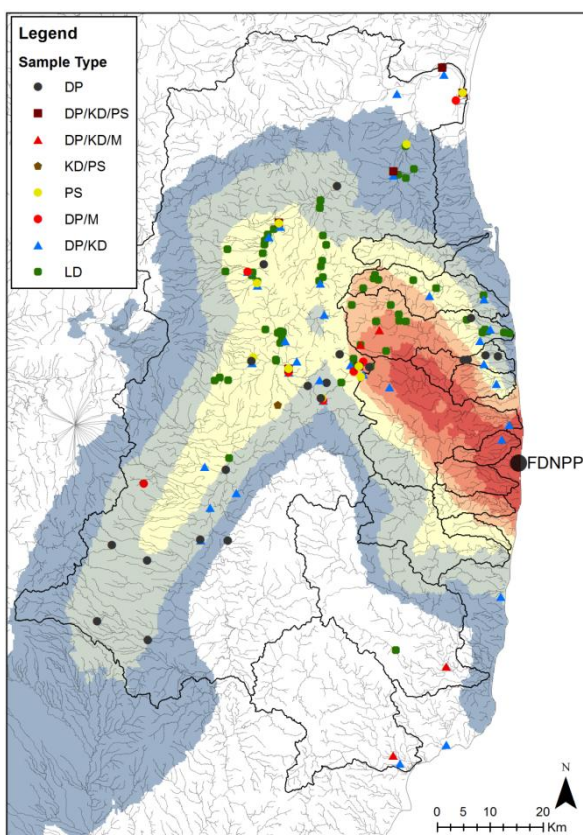 Legend
Sample Type
DP
DP/KD/PS
DP/KD/M
KD/PS
PS
DP/M
DP/KD
LD
FDNPP
N
0 5 10 20
Km